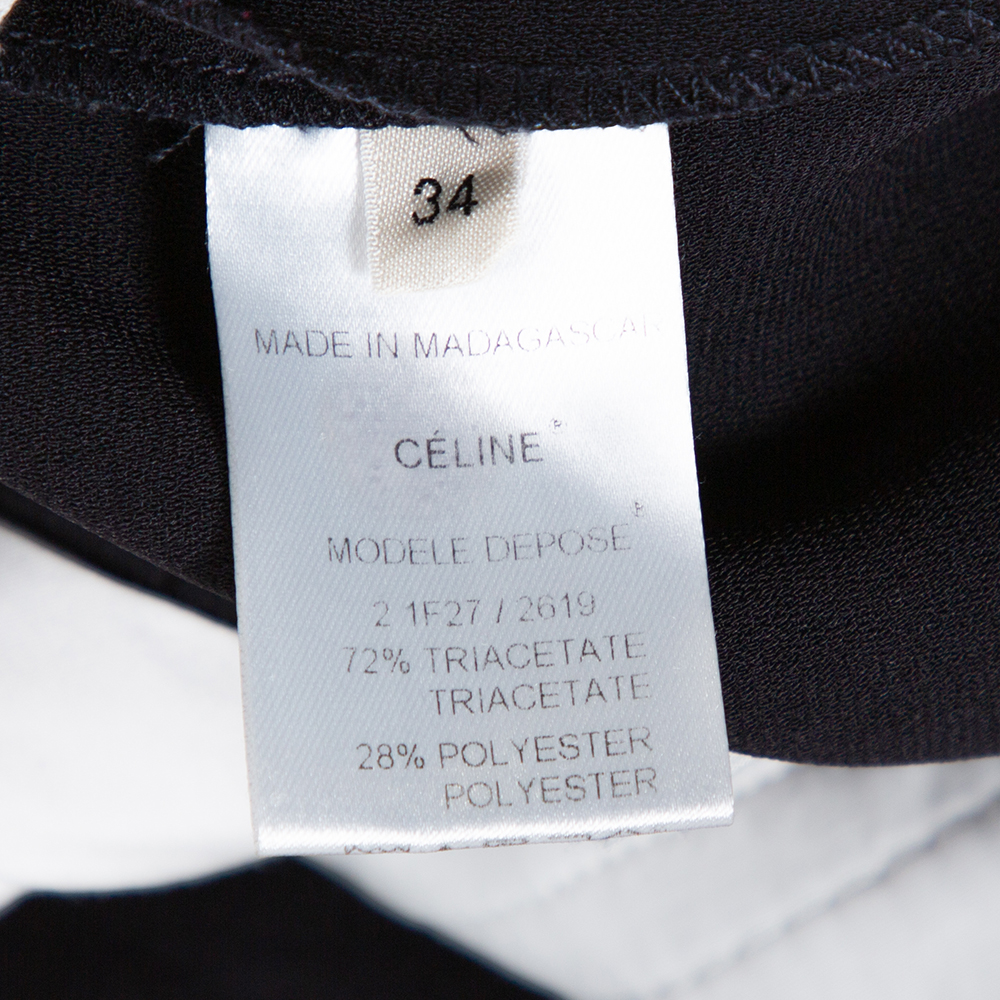 34
MADE IN MADAGASCAR
CÉLINE®
MODELE DEPOSE®
2 1F27 / 2619
72% TRIACETATE
TRIACETATE
28% POLYESTER
POLYESTER